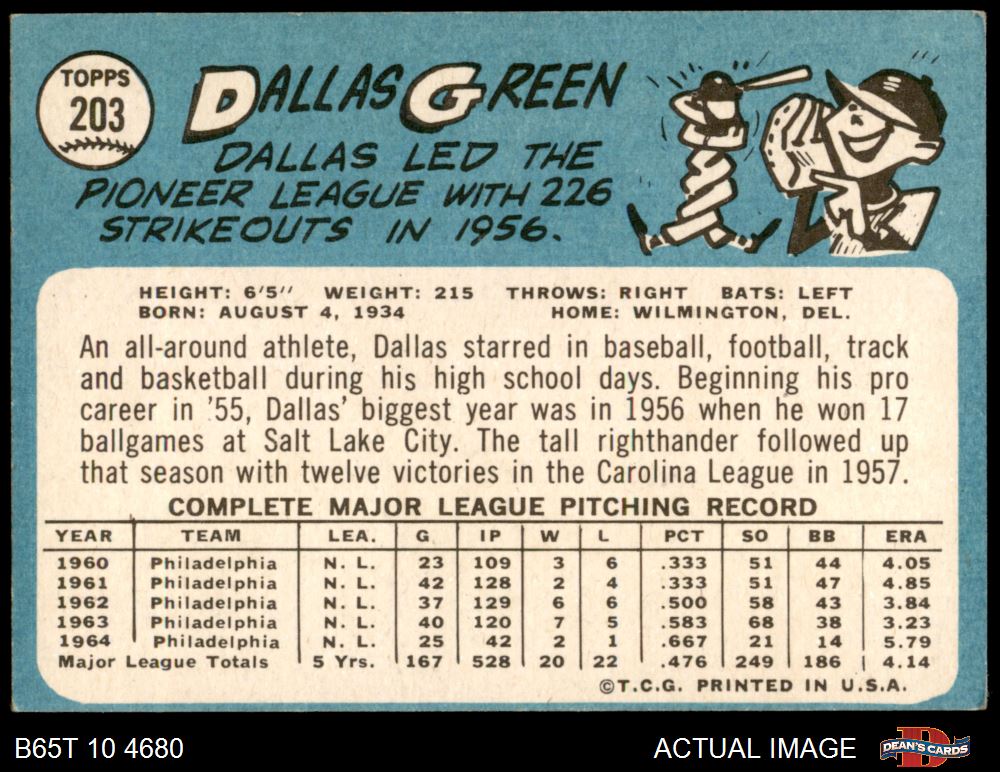 TOPPS
203
DALLAS GREEN
DALLAS LED THE
PIONEER LEAGUE WITH 226
STRIKEOUTS IN 1956.
HEIGHT: 6'5" WEIGHT: 215 THROWS: RIGHT BATS: LEFT
BORN: AUGUST 4, 1934 HOME: WILMINGTON, DEL.
An all-around athlete, Dallas starred in baseball, football, track
and basketball during his high school days. Beginning his pro
career in '55, Dallas' biggest year was in 1956 when he won 17
ballgames at Salt Lake City. The tall righthander followed up
that season with twelve victories in the Carolina League in 1957.
COMPLETE MAJOR LEAGUE PITCHING RECORD
YEAR TEAM LEA. G IP W L PCT SO BB ERA
1960 Philadelphia N. L. 23 109 3 6 .333 51 44 4.05
1961 Philadelphia N. L. 42 128 2 4 .333 51 47 4.85
1962 Philadelphia N. L. 37 129 6 6 .500 58 43 3.84
1963 Philadelphia N. L. 40 120 7 5 .583 68 38 3.23
1964 Philadelphia N. L. 25 42 2 1 .667 21 14 5.79
Major League Totals 5 Yrs. 167 528 20 22 .476 249 186 4.14
©T.C.G. PRINTED IN U.S.A.
B65T 10 4680 ACTUAL IMAGE DEAN'S CARDS